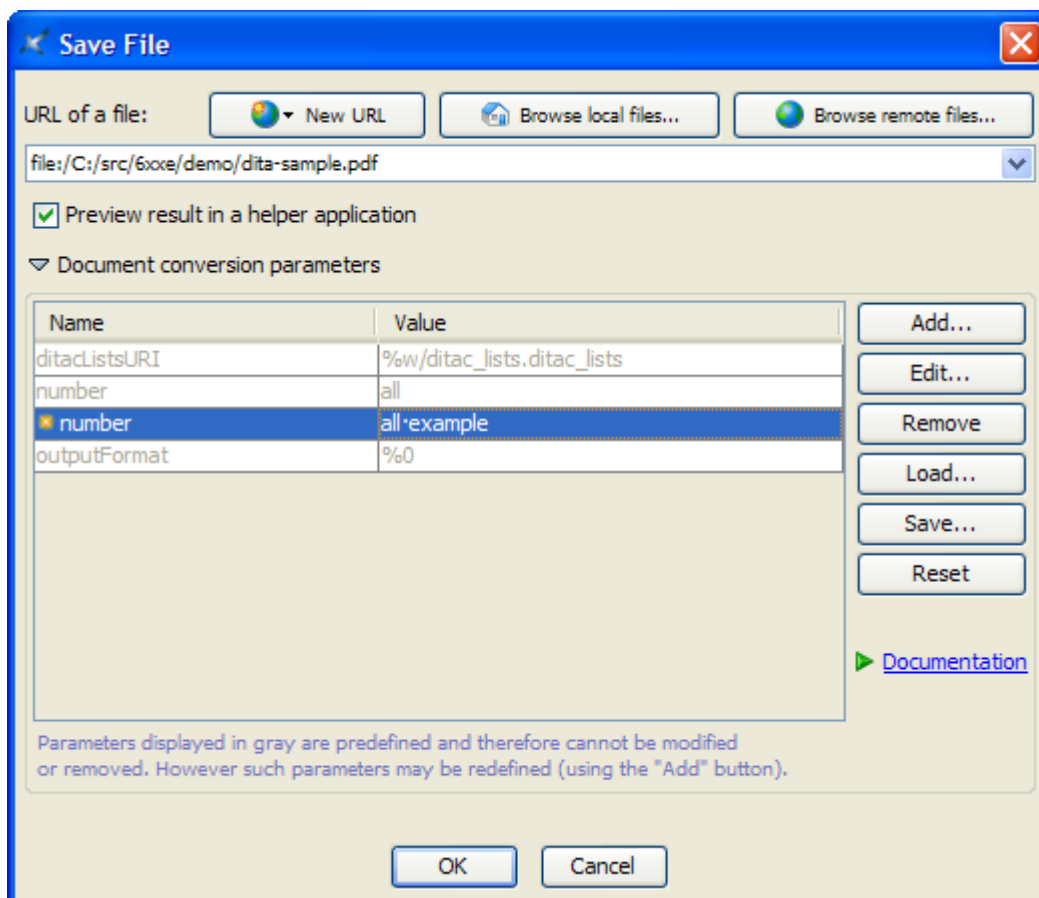 Save File
URL of a file:
New URL
Browse local files...
Browse remote files...
file:/C:/src/6xxe/demo/dita-sample.pdf
Preview result in a helper application
Document conversion parameters
Name Value
ditacListsURI %w/ditac_lists.ditac_lists
number all
number all·example
outputFormat %0
Add...
Edit...
Remove
Load...
Save...
Reset
Documentation
Parameters displayed in gray are predefined and therefore cannot be modified
or removed. However such parameters may be redefined (using the "Add" button).
OK Cancel